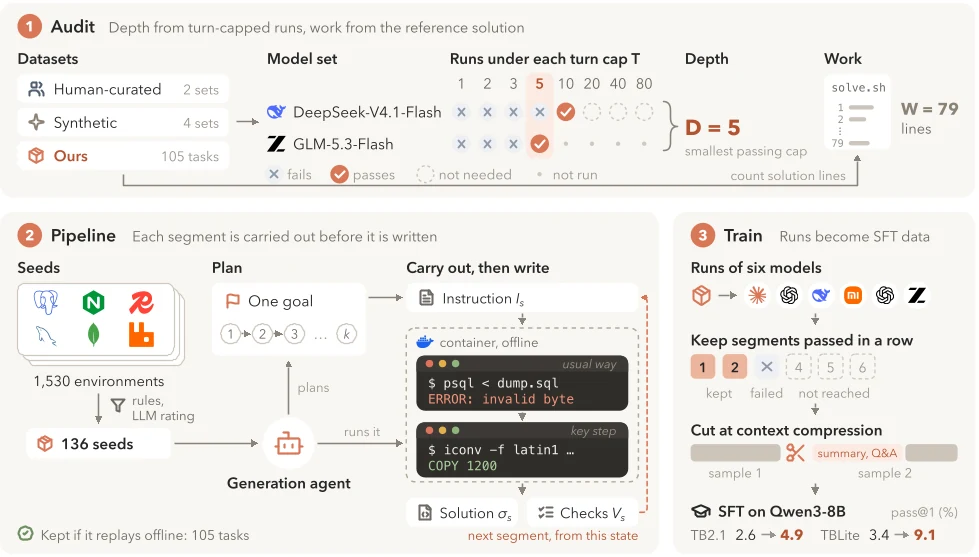 1 Audit Depth from turn-capped runs, work from the reference solution
Datasets
Human-curated 2 sets
Synthetic 4 sets
Ours 105 tasks
Model set
DeepSeek-V4.1-Flash
GLM-5.3-Flash
Runs under each turn cap T
1 2 3 5 10 20 40 80
× fails passes not needed not run
Depth
D = 5
smallest passing cap
Work
solve.sh
1
2
⋮
79
W = 79
lines
count solution lines
2 Pipeline Each segment is carried out before it is written
Seeds
1,530 environments
rules,
LLM rating
136 seeds
Kept if it replays offline: 105 tasks
Plan
One goal
1 2 3 … k
plans
Generation agent
runs it
Carry out, then write
Instruction Iₛ
container, offline
usual way
$ psql < dump.sql
ERROR: invalid byte
key step
$ iconv -f latin1 …
COPY 1200
Solution σₛ
Checks Vₛ
next segment, from this state
3 Train Runs become SFT data
Runs of six models
Keep segments passed in a row
1 2 × 4 5 6
kept failed not reached
Cut at context compression
summary, Q&A
sample 1 sample 2
SFT on Qwen3-8B pass@1 (%)
TB2.1 2.6 → 4.9 TBLite 3.4 → 9.1